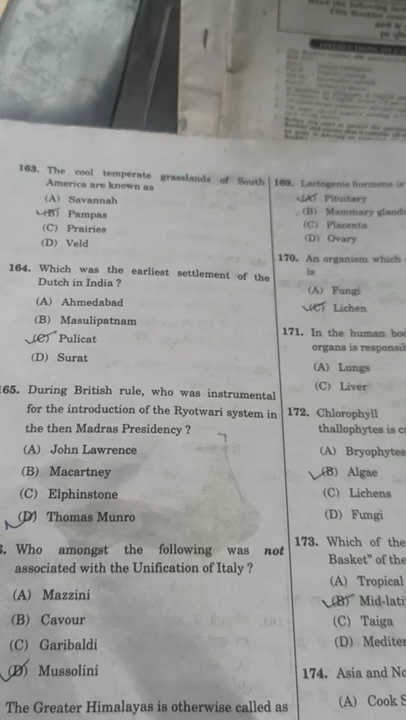 163. The cool temperate grasslands of South
America are known as
(A) Savannah
(B) Pampas
(C) Prairies
(D) Veld
164. Which was the earliest settlement of the
Dutch in India ?
(A) Ahmedabad
(B) Masulipatnam
(C) Pulicat
(D) Surat
165. During British rule, who was instrumental
for the introduction of the Ryotwari system in
the then Madras Presidency ?
(A) John Lawrence
(B) Macartney
(C) Elphinstone
(D) Thomas Munro
Who amongst the following was not
associated with the Unification of Italy ?
(A) Mazzini
(B) Cavour
(C) Garibaldi
(D) Mussolini
The Greater Himalayas is otherwise called as
169. Lactogenic hormone is
(A) Pituitary
(B) Mammary gland
(C) Placenta
(D) Ovary
170. An organism which
is
(A) Fungi
(C) Lichen
171. In the human
organs is
(A) Lungs
(C) Liver
172. Chlorophyll
thallophytes is
(A) Bryophytes
(B) Algae
(C) Lichens
(D) Fungi
173. Which of the
Basket" of the
(A) Tropical
(B) Mid-lati
(C) Taiga
(D) Mediter
174. Asia and
(A) Cook